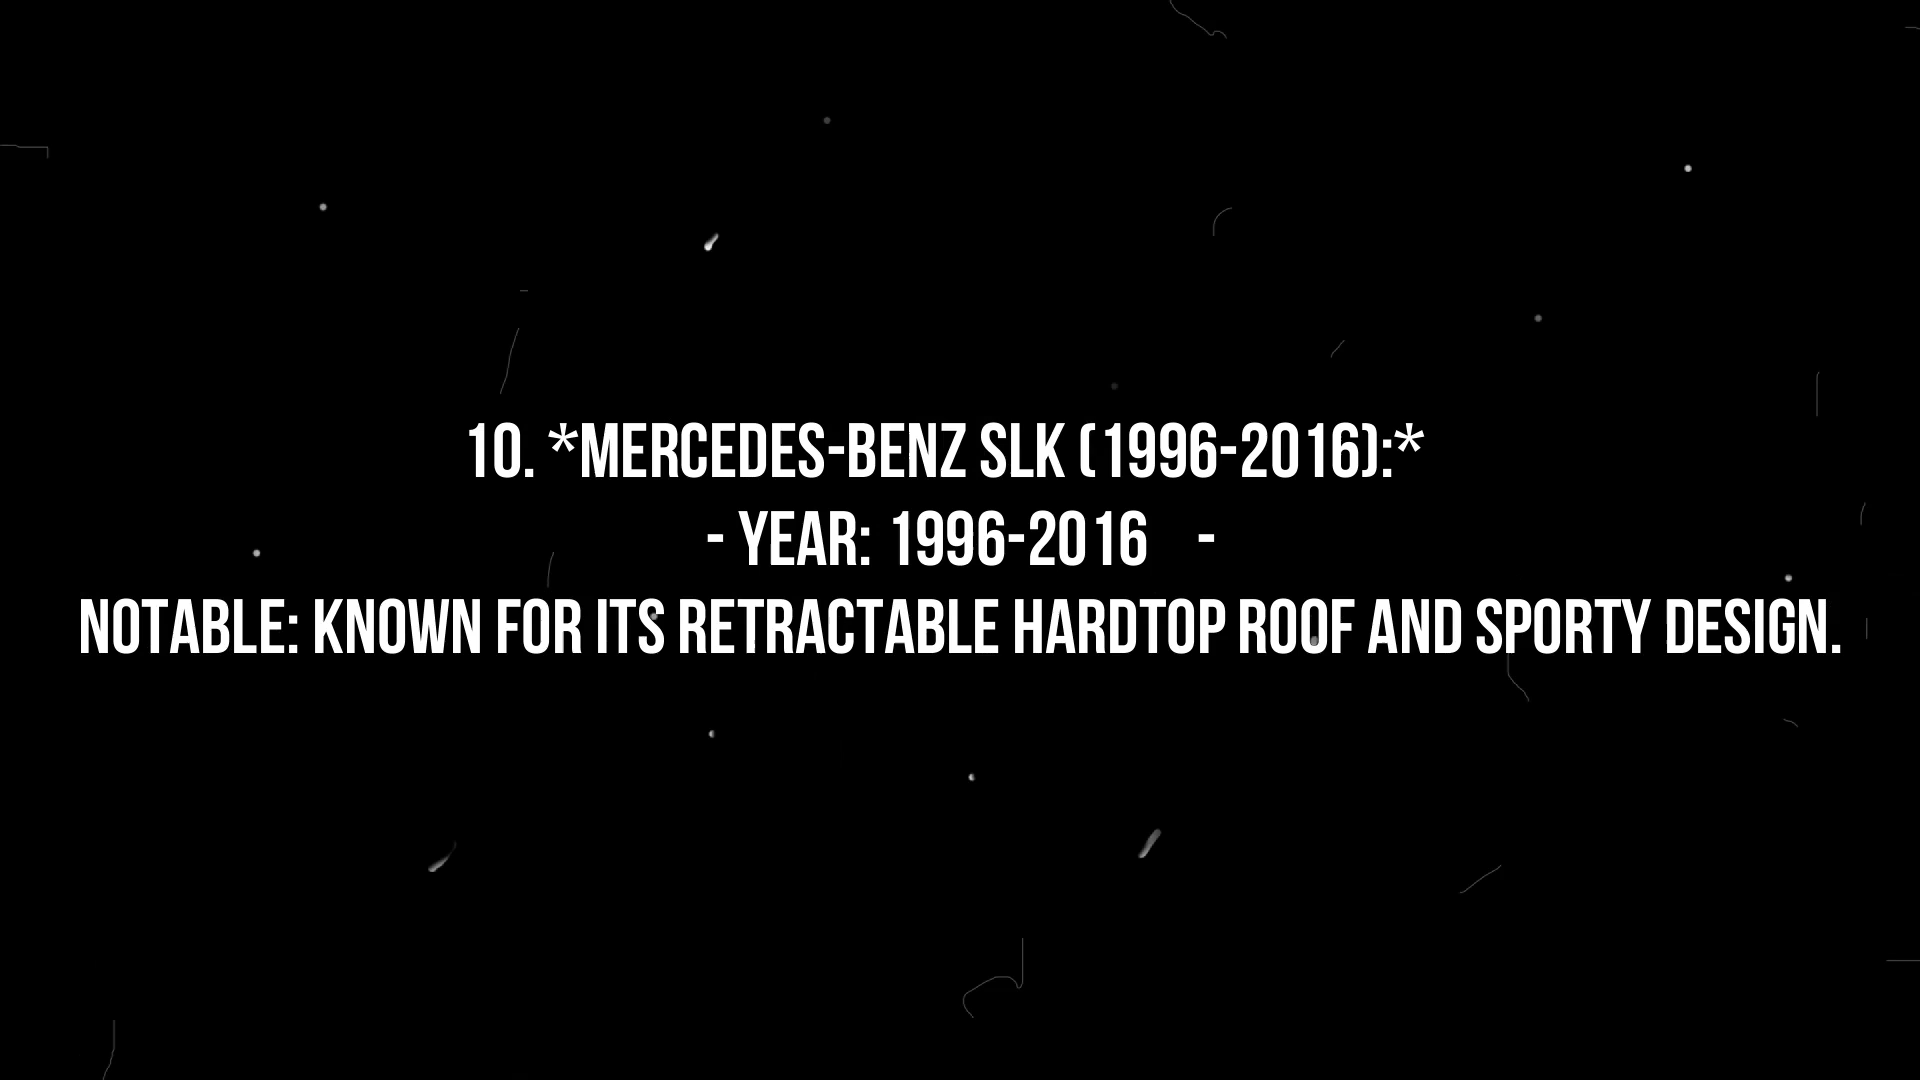 10. *MERCEDES-BENZ SLK (1996-2016):*
- YEAR: 1996-2016 -
NOTABLE: KNOWN FOR ITS RETRACTABLE HARDTOP ROOF AND SPORTY DESIGN.